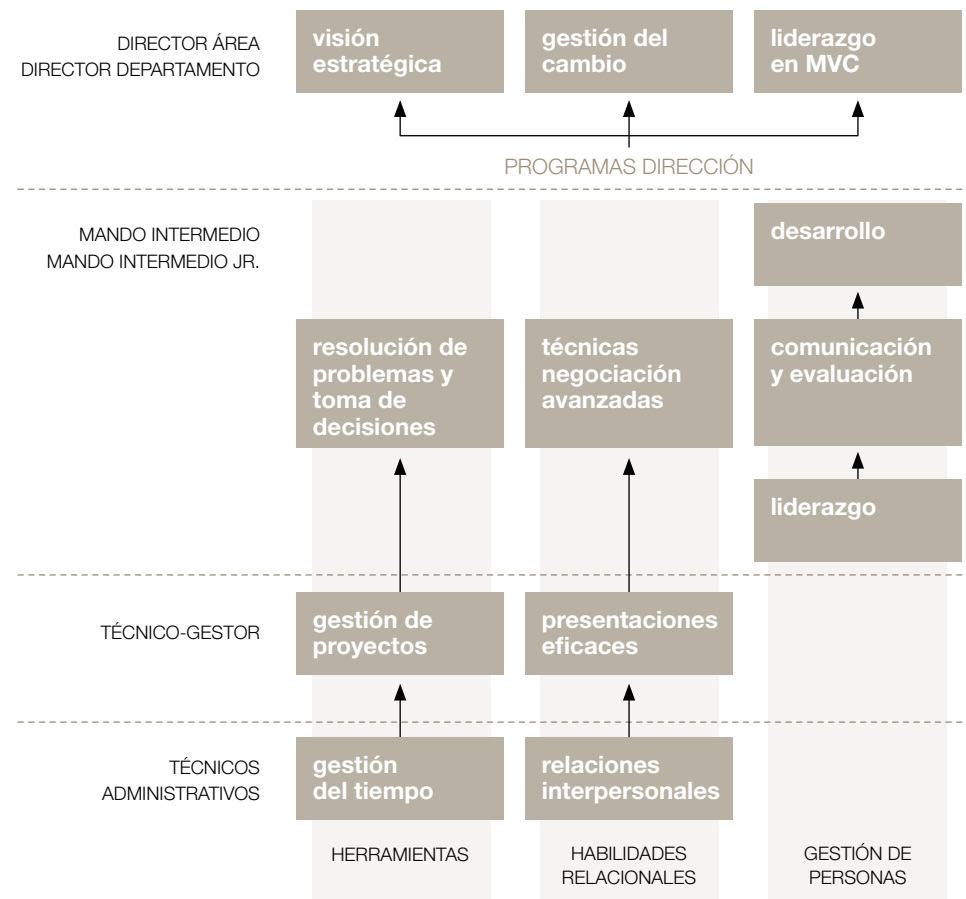 DIRECTOR ÁREA
DIRECTOR DEPARTAMENTO
visión
estratégica
gestión del
cambio
liderazgo
en MVC
PROGRAMAS DIRECCIÓN
MANDO INTERMEDIO
MANDO INTERMEDIO JR.
desarrollo
resolución de
problemas y
toma de
decisiones
técnicas
negociación
avanzadas
comunicación
y evaluación
liderazgo
TÉCNICO-GESTOR
gestión de
proyectos
presentaciones
eficaces
TÉCNICOS
ADMINISTRATIVOS
gestión
del tiempo
relaciones
interpersonales
HERRAMIENTAS
HABILIDADES
RELACIONALES
GESTIÓN DE
PERSONAS